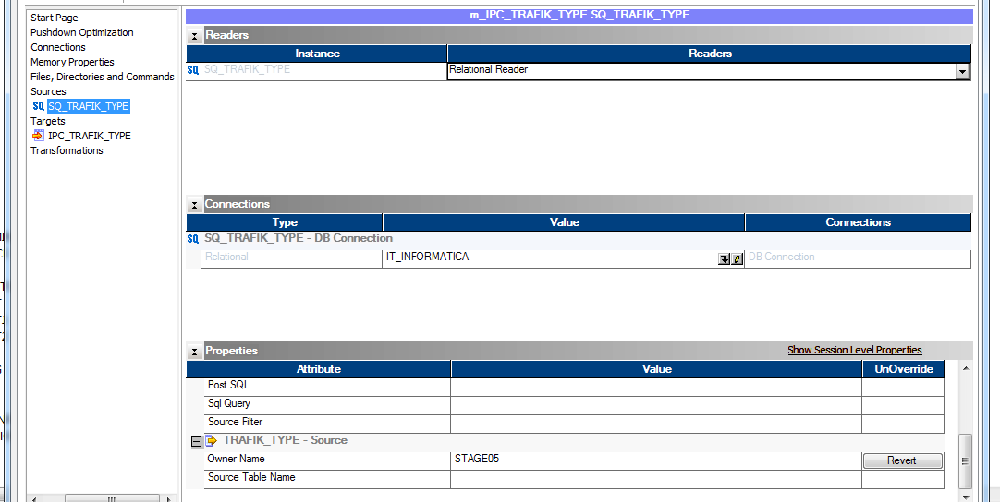 Start Page
Pushdown Optimization
Connections
Memory Properties
Files, Directories and Commands
Sources
SQ SQ_TRAFIK_TYPE
Targets
IPC_TRAFIK_TYPE
Transformations
m_IPC_TRAFIK_TYPE.SQ_TRAFIK_TYPE
Readers
Instance Readers
SQ SQ_TRAFIK_TYPE Relational Reader
Connections
Type Value Connections
SQ SQ_TRAFIK_TYPE - DB Connection
Relational IT_INFORMATICA DB Connection
Properties Show Session Level Properties
Attribute Value UnOverride
Post SQL
Sql Query
Source Filter
TRAFIK_TYPE - Source
Owner Name STAGE05 Revert
Source Table Name